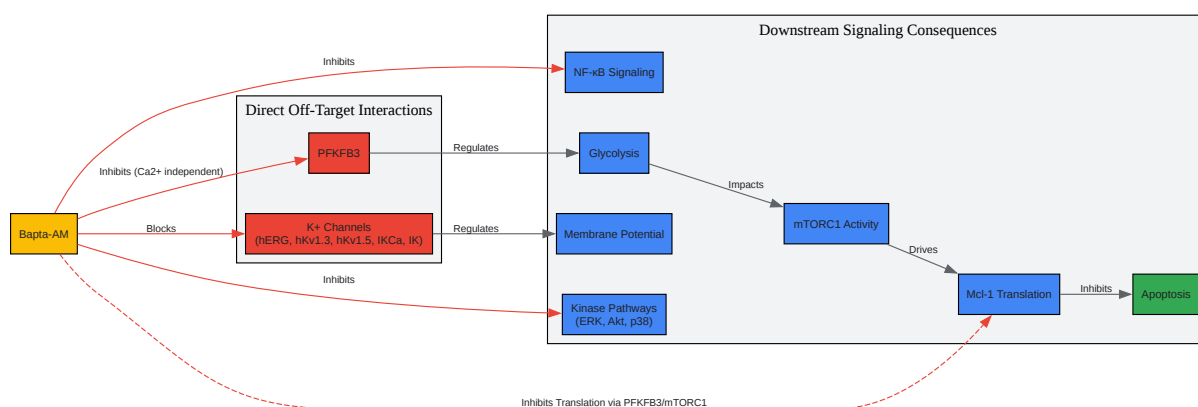 Downstream Signaling Consequences
Inhibits
NF-κB Signaling
Direct Off-Target Interactions
PFKFB3
Regulates
Glycolysis
Inhibits (Ca2+ independent)
Impacts
Bapta-AM
Blocks
K+ Channels
(hERG, hKv1.3, hKv1.5, IKCa, IK)
Regulates
Membrane Potential
mTORC1 Activity
Drives
Inhibits
Kinase Pathways
(ERK, Akt, p38)
Mcl-1 Translation
Inhibits
Apoptosis
Inhibits Translation via PFKFB3/mTORC1